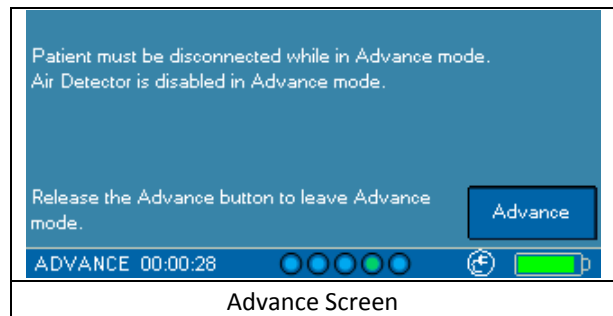 Patient must be disconnected while in Advance mode.
Air Detector is disabled in Advance mode.
Release the Advance button to leave Advance
mode.
Advance
ADVANCE 00:00:28
Advance Screen